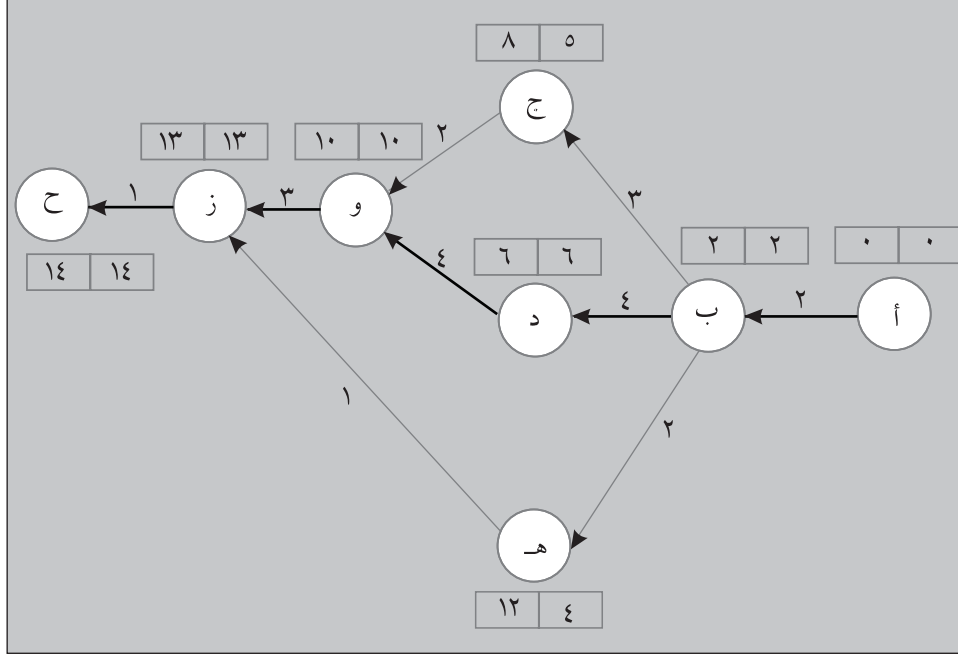 ٥ ٨
ج
١٣ ١٣
١٠ ١٠
٢
٣
ح
١
ز
٣
و
٤
٦ ٦
٢ ٢
٠ ٠
١٤ ١٤
د
٤
ب
٢
أ
١
٢
هـ
٤ ١٢